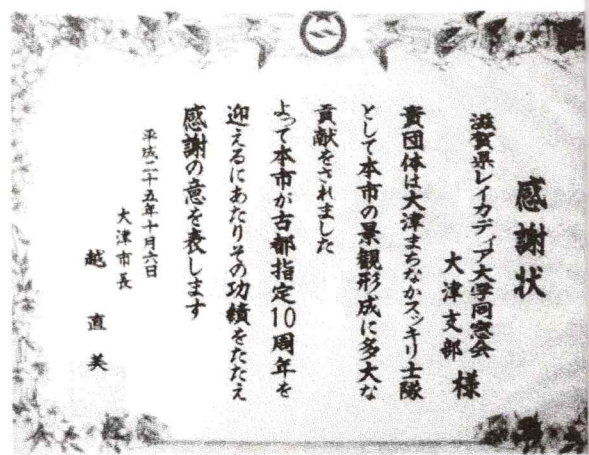 感謝状
滋賀県レイカディア大学同窓会
大津支部 様
貴団体は大津まちなかスッキリ士隊
として本市の景観形成に多大な
貢献をされました
よって本市が古都指定10周年を
迎えるにあたりその功績をたたえ
感謝の意を表します
平成二十五年十月六日
大津市長
越直美